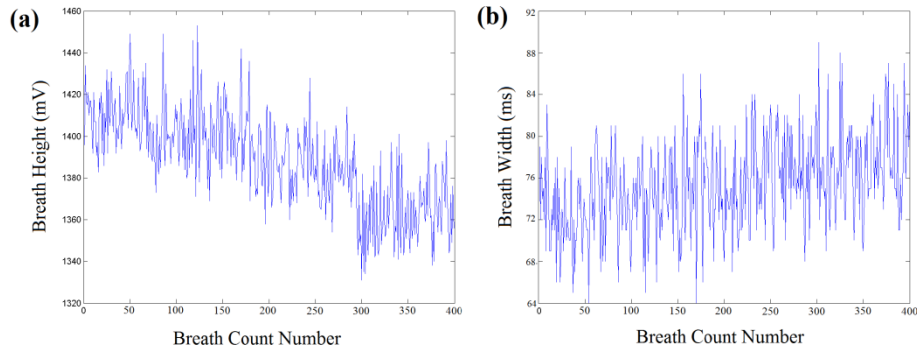 (a)
Breath Height (mV)
1460
1440
1420
1400
1380
1360
1340
1320
0 50 100 150 200 250 300 350 400
Breath Count Number
(b)
Breath Width (ms)
92
88
84
80
76
72
68
64
0 50 100 150 200 250 300 350 400
Breath Count Number